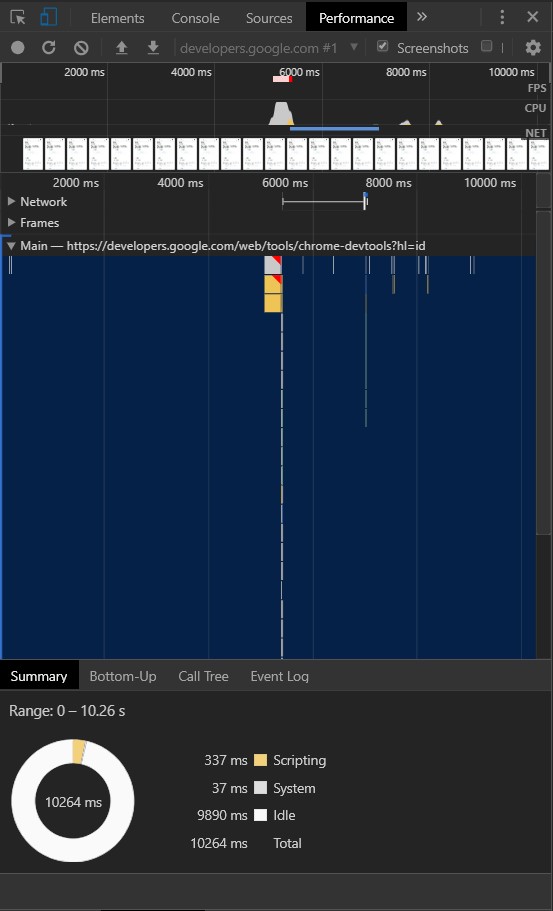 Elements Console Sources Performance »
developers.google.com #1 Screenshots
2000 ms 4000 ms 6000 ms 8000 ms 10000 ms
FPS
CPU
NET
2000 ms 4000 ms 6000 ms 8000 ms 10000 ms
Network
Frames
Main — https://developers.google.com/web/tools/chrome-devtools?hl=id
Summary Bottom-Up Call Tree Event Log
Range: 0 – 10.26 s
337 ms Scripting
37 ms System
10264 ms
9890 ms Idle
10264 ms Total